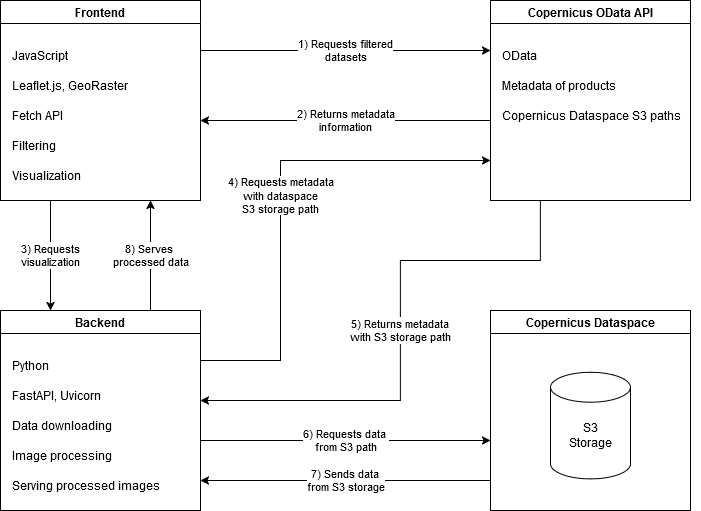 Frontend
JavaScript
Leaflet.js, GeoRaster
Fetch API
Filtering
Visualization
1) Requests filtered
datasets
2) Returns metadata
information
Copernicus OData API
OData
Metadata of products
Copernicus Dataspace S3 paths
4) Requests metadata
with dataspace
S3 storage path
3) Requests
visualization
8) Serves
processed data
5) Returns metadata
with S3 storage path
Backend
Python
FastAPI, Uvicorn
Data downloading
Image processing
Serving processed images
6) Requests data
from S3 path
7) Sends data
from S3 storage
Copernicus Dataspace
S3
Storage